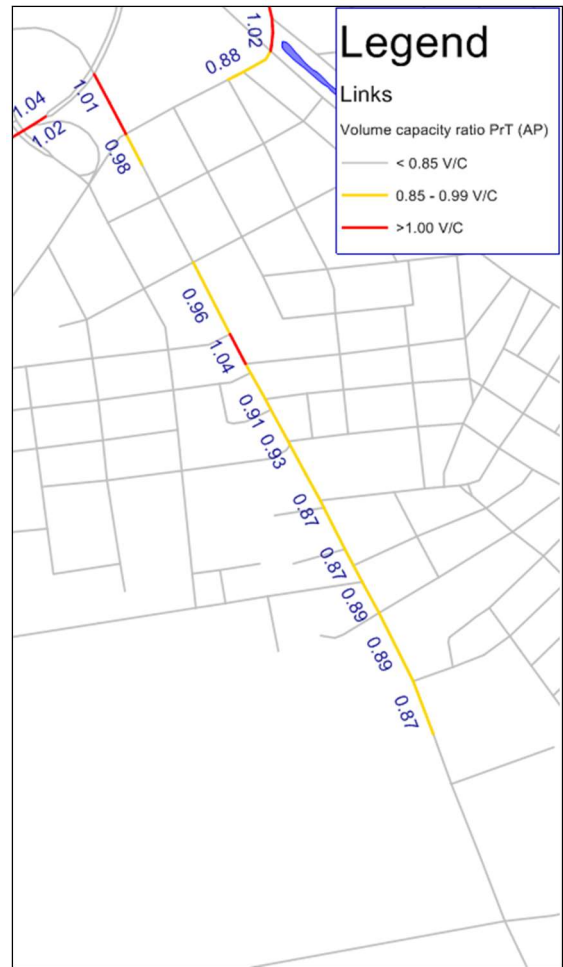 1.02
0.88
1.01
1.04
1.02
0.98
0.96
1.04
0.91
0.93
0.87
0.87
0.89
0.89
0.87
Legend
Links
Volume capacity ratio PrT (AP)
< 0.85 V/C
0.85 - 0.99 V/C
>1.00 V/C